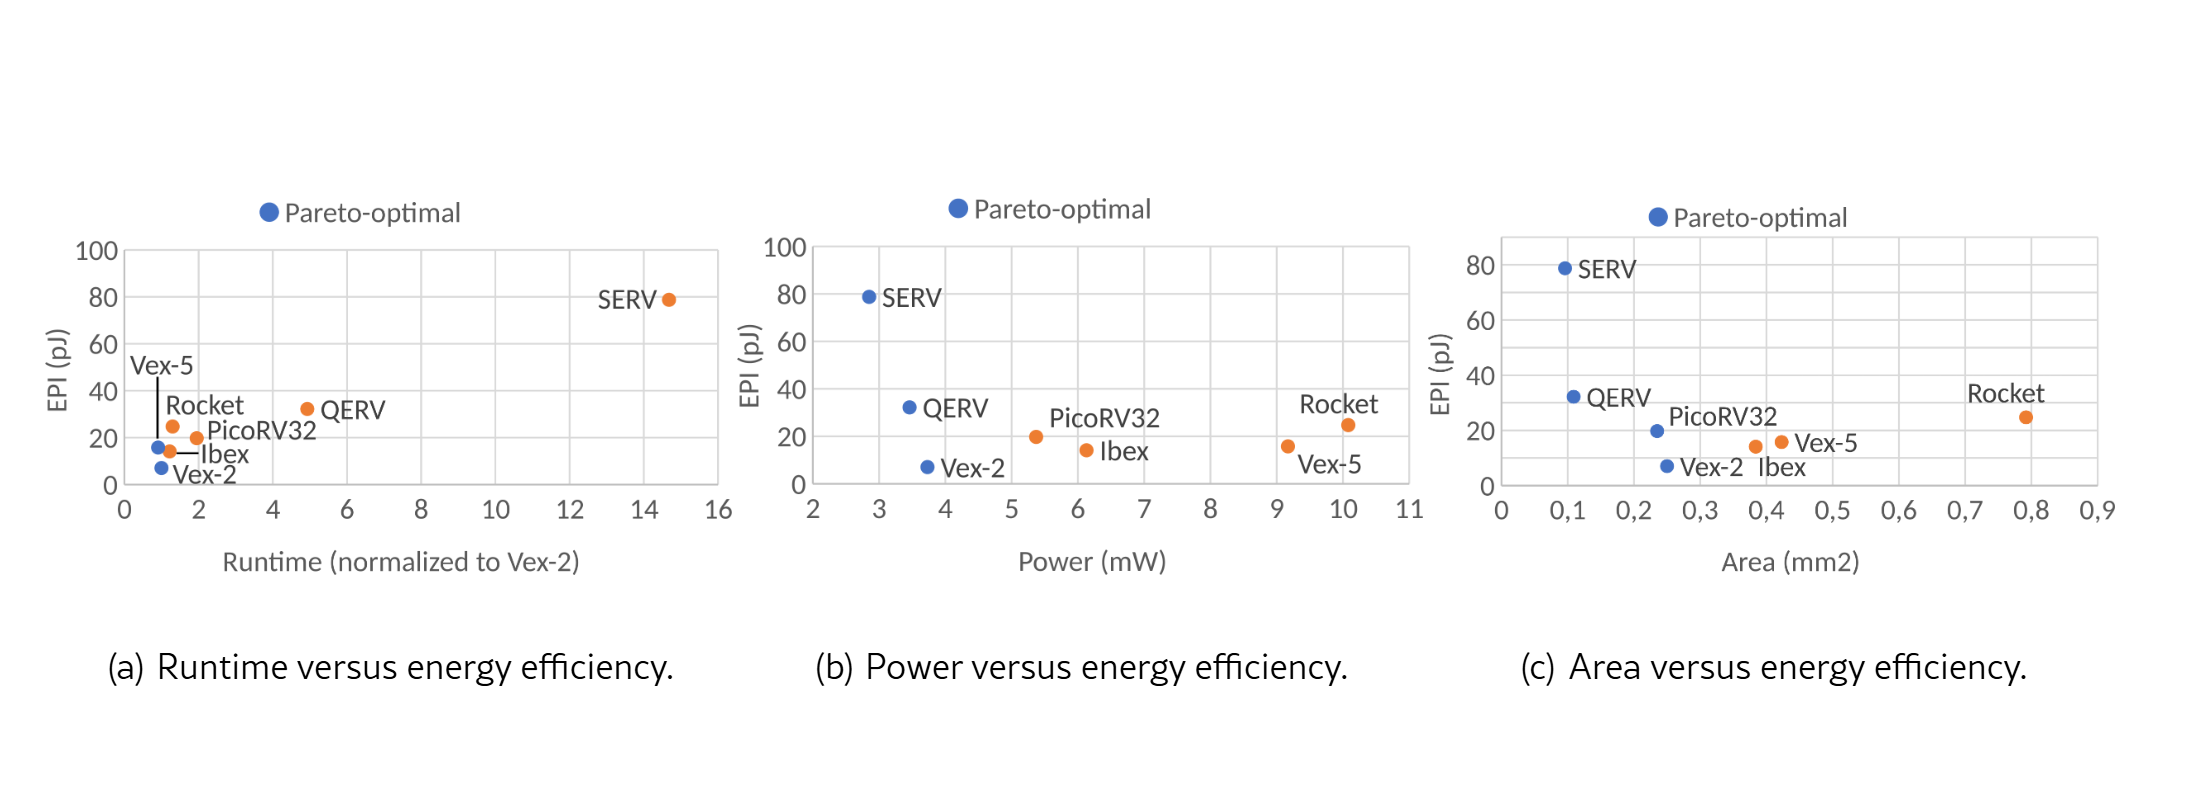 Pareto-optimal
100
80
60
40
20
0
EPI (pJ)
SERV
Vex-5
Rocket
QERV
PicoRV32
Ibex
Vex-2
0 2 4 6 8 10 12 14 16
Runtime (normalized to Vex-2)
(a) Runtime versus energy efficiency.
Pareto-optimal
100
80
60
40
20
0
EPI (pJ)
SERV
QERV
Rocket
PicoRV32
Ibex
Vex-5
Vex-2
2 3 4 5 6 7 8 9 10 11
Power (mW)
(b) Power versus energy efficiency.
Pareto-optimal
80
60
40
20
0
EPI (pJ)
SERV
Rocket
QERV
PicoRV32
Vex-5
Vex-2 Ibex
0 0,1 0,2 0,3 0,4 0,5 0,6 0,7 0,8 0,9
Area (mm2)
(c) Area versus energy efficiency.